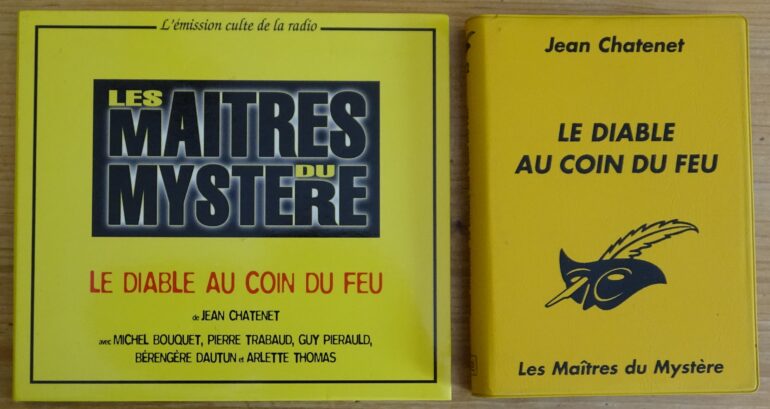 L'émission culte de la radio
LES
MAITRES
DU
MYSTERE
LE DIABLE AU COIN DU FEU
de JEAN CHATENET
avec MICHEL BOUQUET, PIERRE TRABAUD, GUY PIERAULD,
BÉRENGÈRE DAUTUN et ARLETTE THOMAS
Jean Chatenet
LE DIABLE
AU COIN DU FEU
Les Maîtres du Mystère